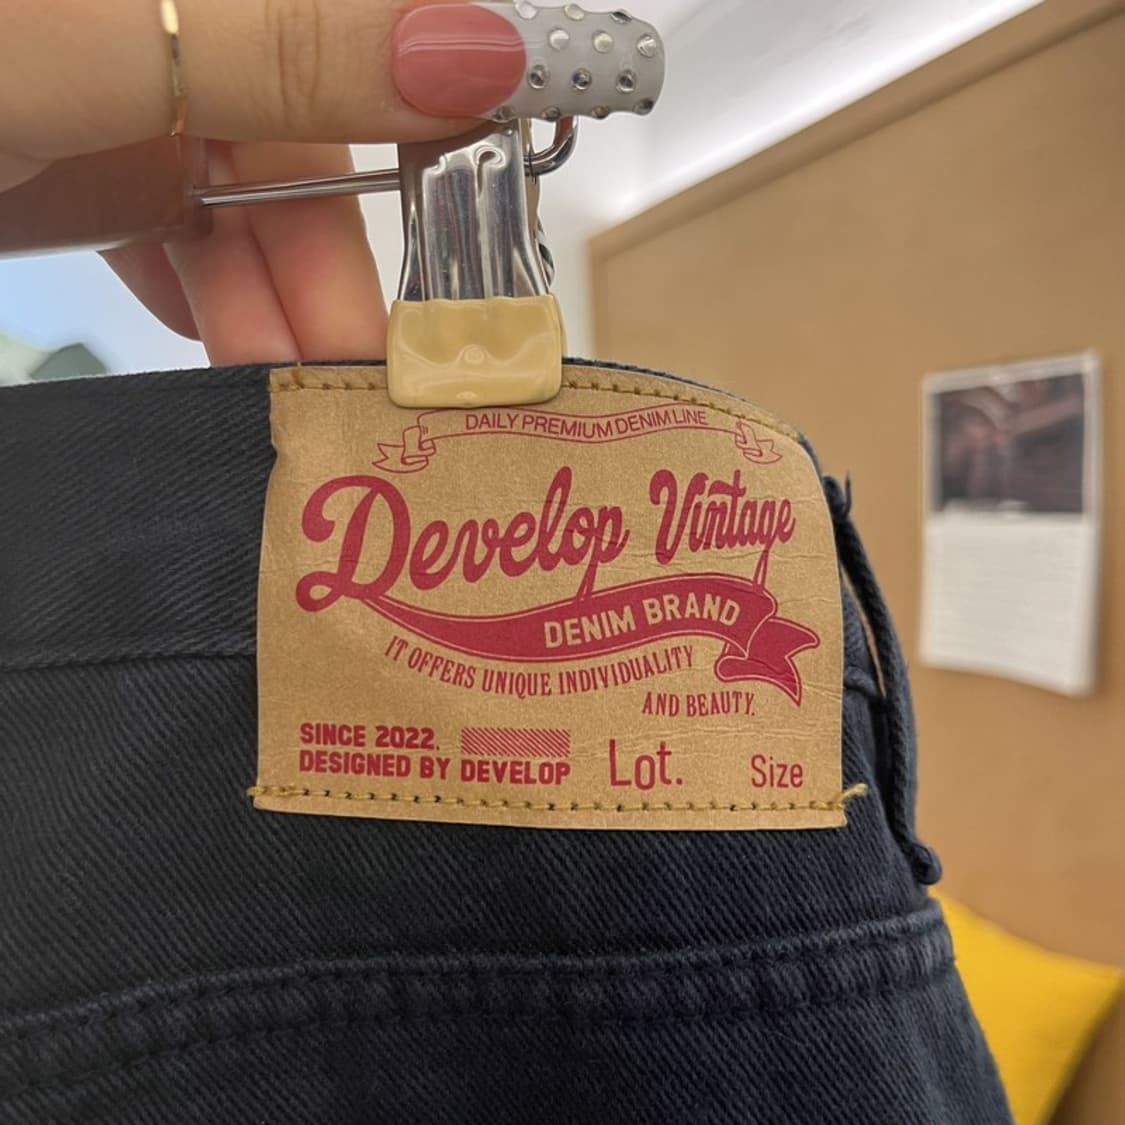 DAILY PREMIUM DENIM LINE
Develop Vintage
DENIM BRAND
IT OFFERS UNIQUE INDIVIDUALITY
AND BEAUTY.
SINCE 2022.
DESIGNED BY DEVELOP
Lot.
Size